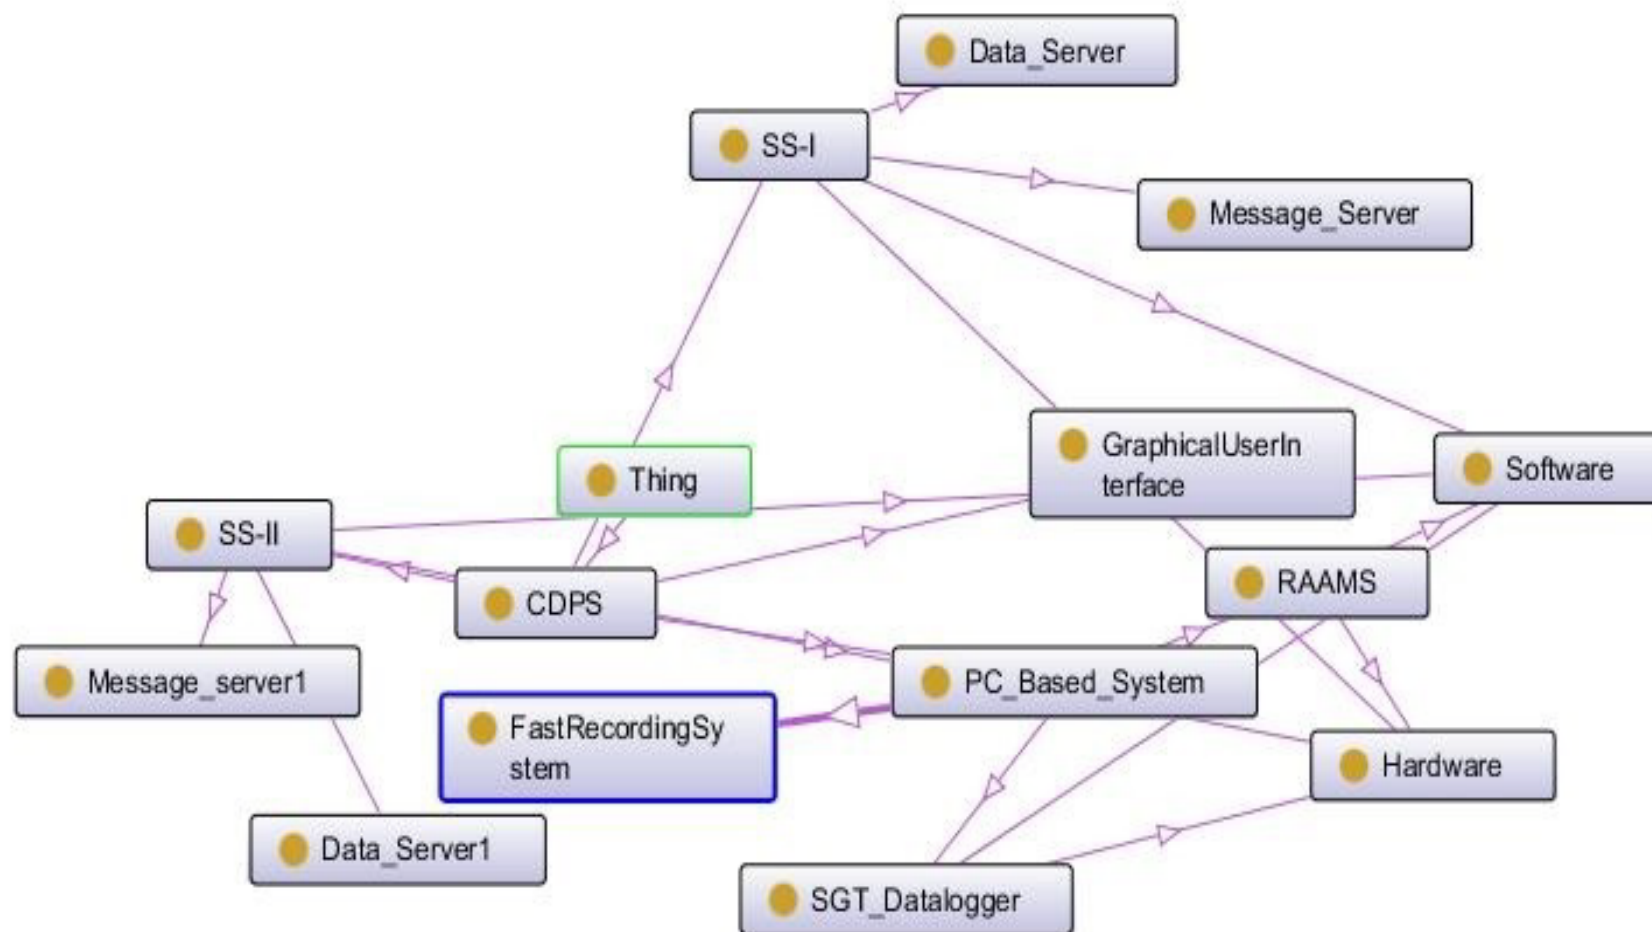 Data_Server
SS-I
Message_Server
GraphicalUserIn
terface
Software
Thing
SS-II
CDPS
RAAMS
Message_server1
PC_Based_System
FastRecordingSy
stem
Hardware
Data_Server1
SGT_Datalogger